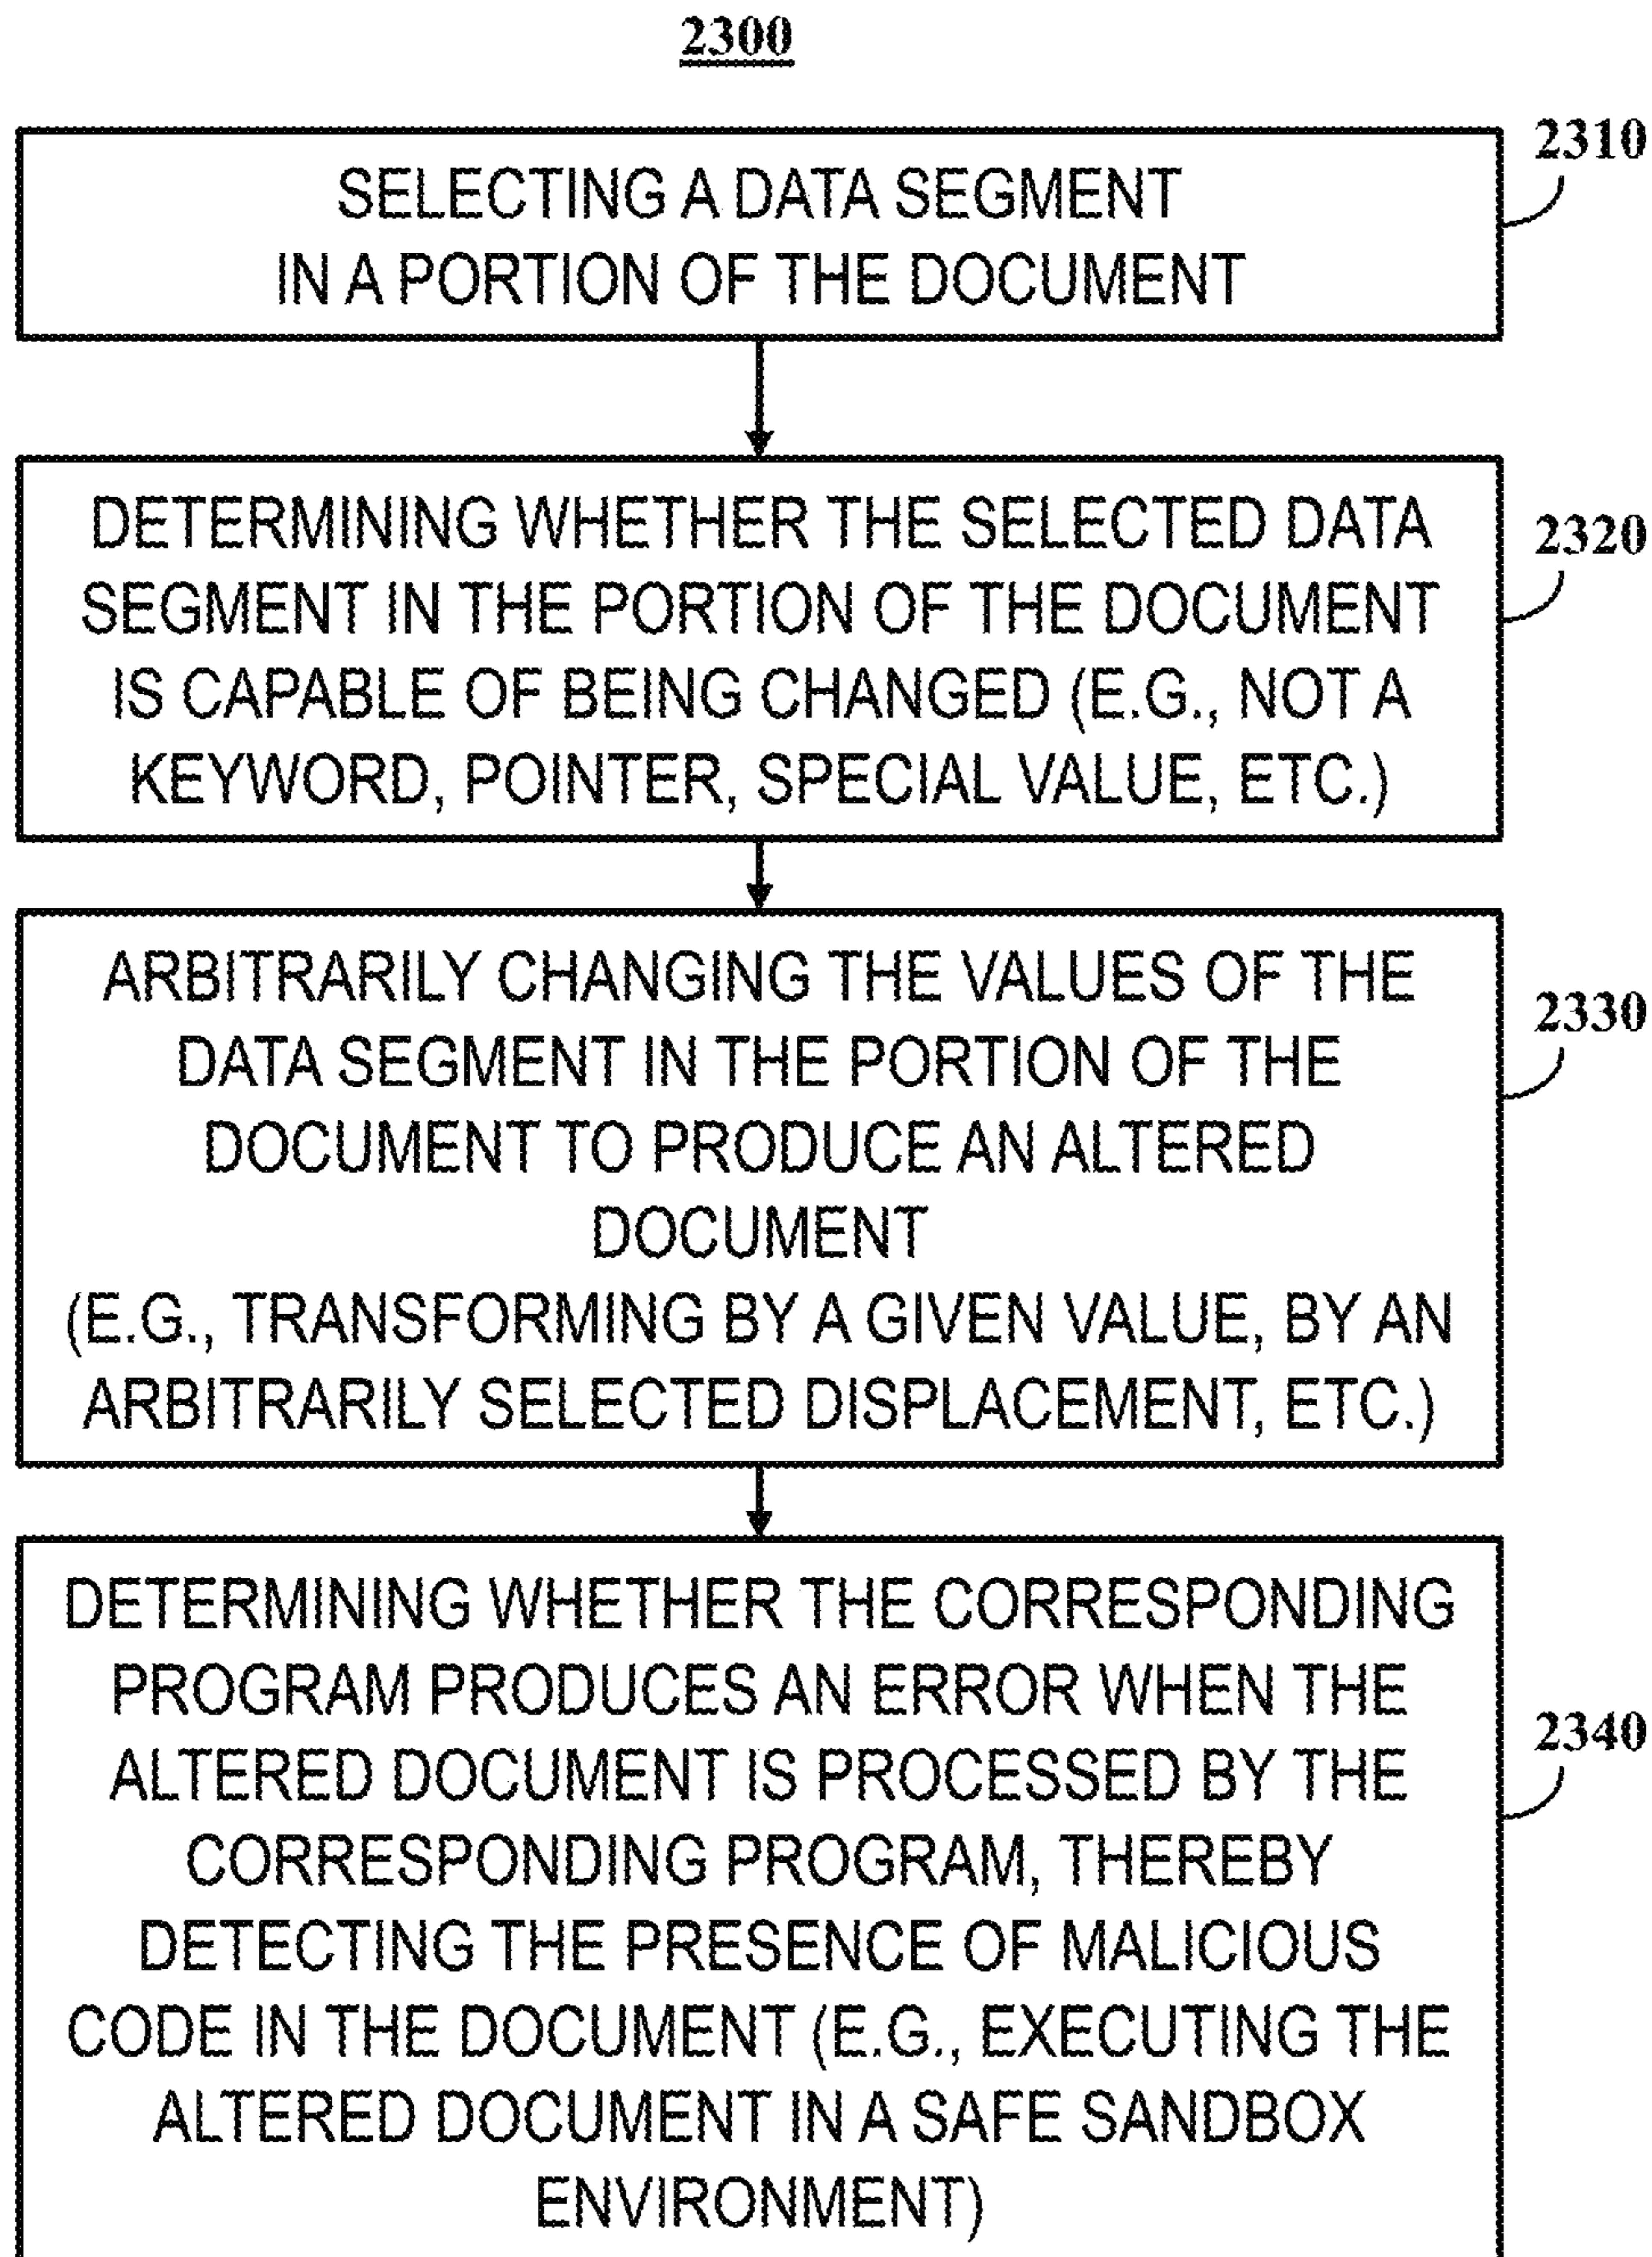 2300
2310
SELECTING A DATA SEGMENT
IN A PORTION OF THE DOCUMENT
2320
DETERMINING WHETHER THE SELECTED DATA
SEGMENT IN THE PORTION OF THE DOCUMENT
IS CAPABLE OF BEING CHANGED (E.G., NOT A
KEYWORD, POINTER, SPECIAL VALUE, ETC.)
2330
ARBITRARILY CHANGING THE VALUES OF THE
DATA SEGMENT IN THE PORTION OF THE
DOCUMENT TO PRODUCE AN ALTERED
DOCUMENT
(E.G., TRANSFORMING BY A GIVEN VALUE, BY AN
ARBITRARILY SELECTED DISPLACEMENT, ETC.)
2340
DETERMINING WHETHER THE CORRESPONDING
PROGRAM PRODUCES AN ERROR WHEN THE
ALTERED DOCUMENT IS PROCESSED BY THE
CORRESPONDING PROGRAM, THEREBY
DETECTING THE PRESENCE OF MALICIOUS
CODE IN THE DOCUMENT (E.G., EXECUTING THE
ALTERED DOCUMENT IN A SAFE SANDBOX
ENVIRONMENT)